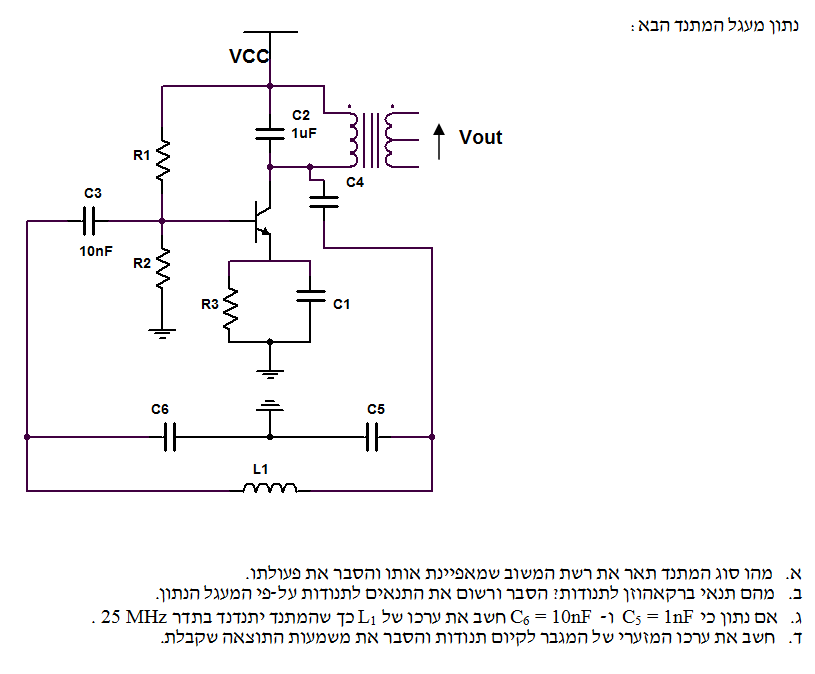 נתון מעגל המתנד הבא :
VCC
C2
1uF
Vout
R1
C4
C3
10nF
R2
R3
C1
C6
C5
L1
א. מהו סוג המתנד תאר את רשת המשוב שמאפיינת אותו והסבר את פעולתו.
ב. מהם תנאי ברקאהוזן לתנודות? הסבר ורשום את התנאים לתנודות על-פי המעגל הנתון.
ג. אם נתון כי C5 = 1nF ו- C6 = 10nF חשב את ערכו של L1 כך שהמתנד יתנדנד בתדר 25 MHz .
ד. חשב את ערכו המזערי של המגבר לקיום תנודות והסבר את משמעות התוצאה שקבלת.